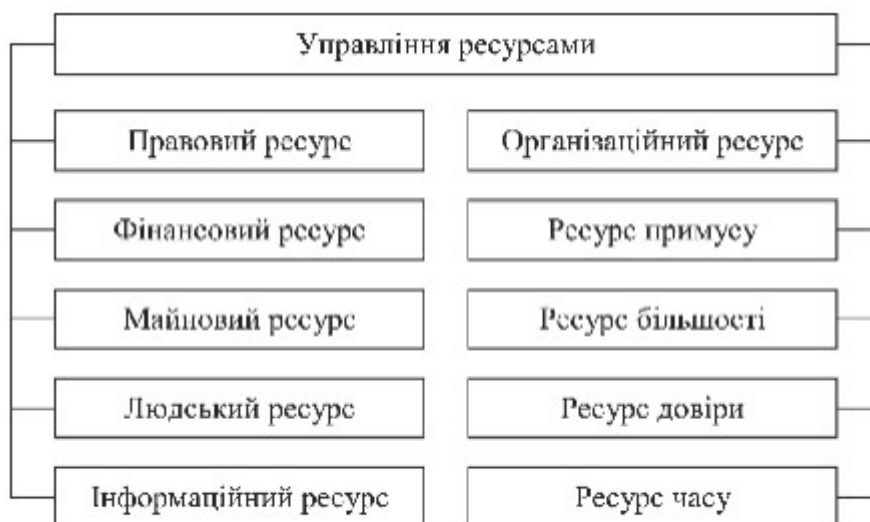 Управління ресурсами
Правовий ресурс
Організаційний ресурс
Фінансовий ресурс
Ресурс примусу
Майновий ресурс
Ресурс більшості
Людський ресурс
Ресурс довіри
Інформаційний ресурс
Ресурс часу